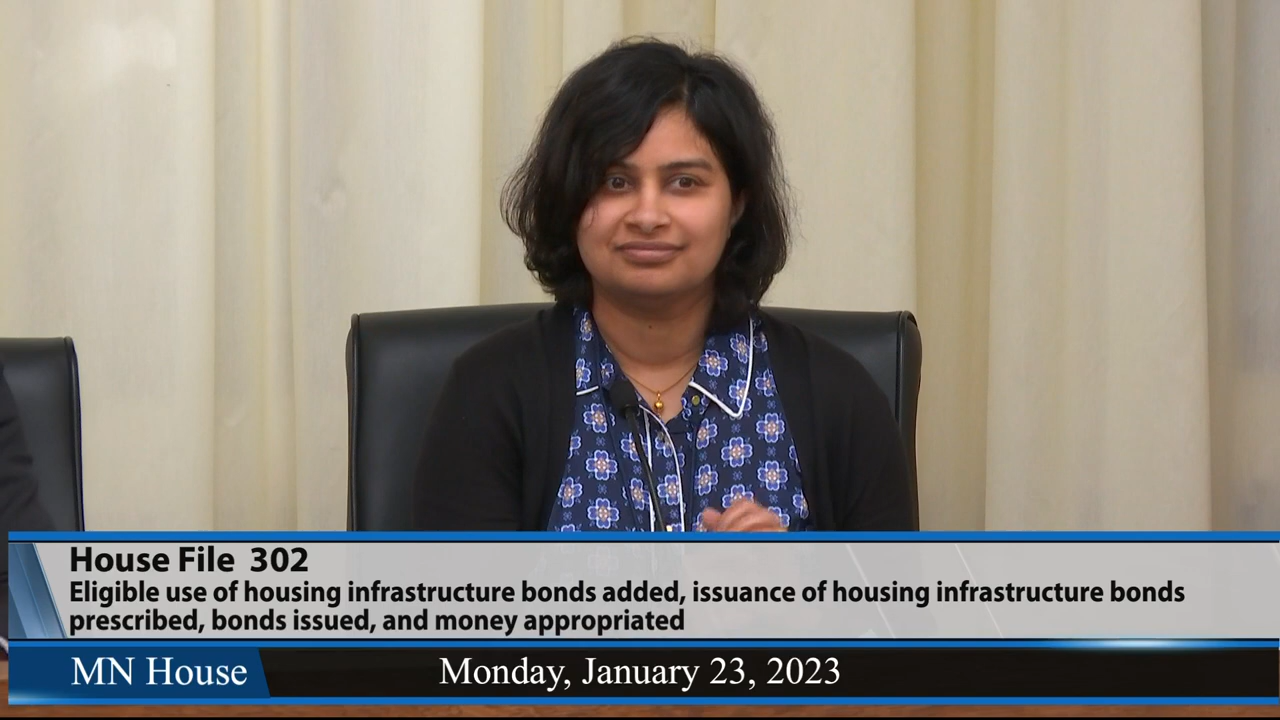 House File 302
Eligible use of housing infrastructure bonds added, issuance of housing infrastructure bonds
prescribed, bonds issued, and money appropriated
MN House
Monday, January 23, 2023